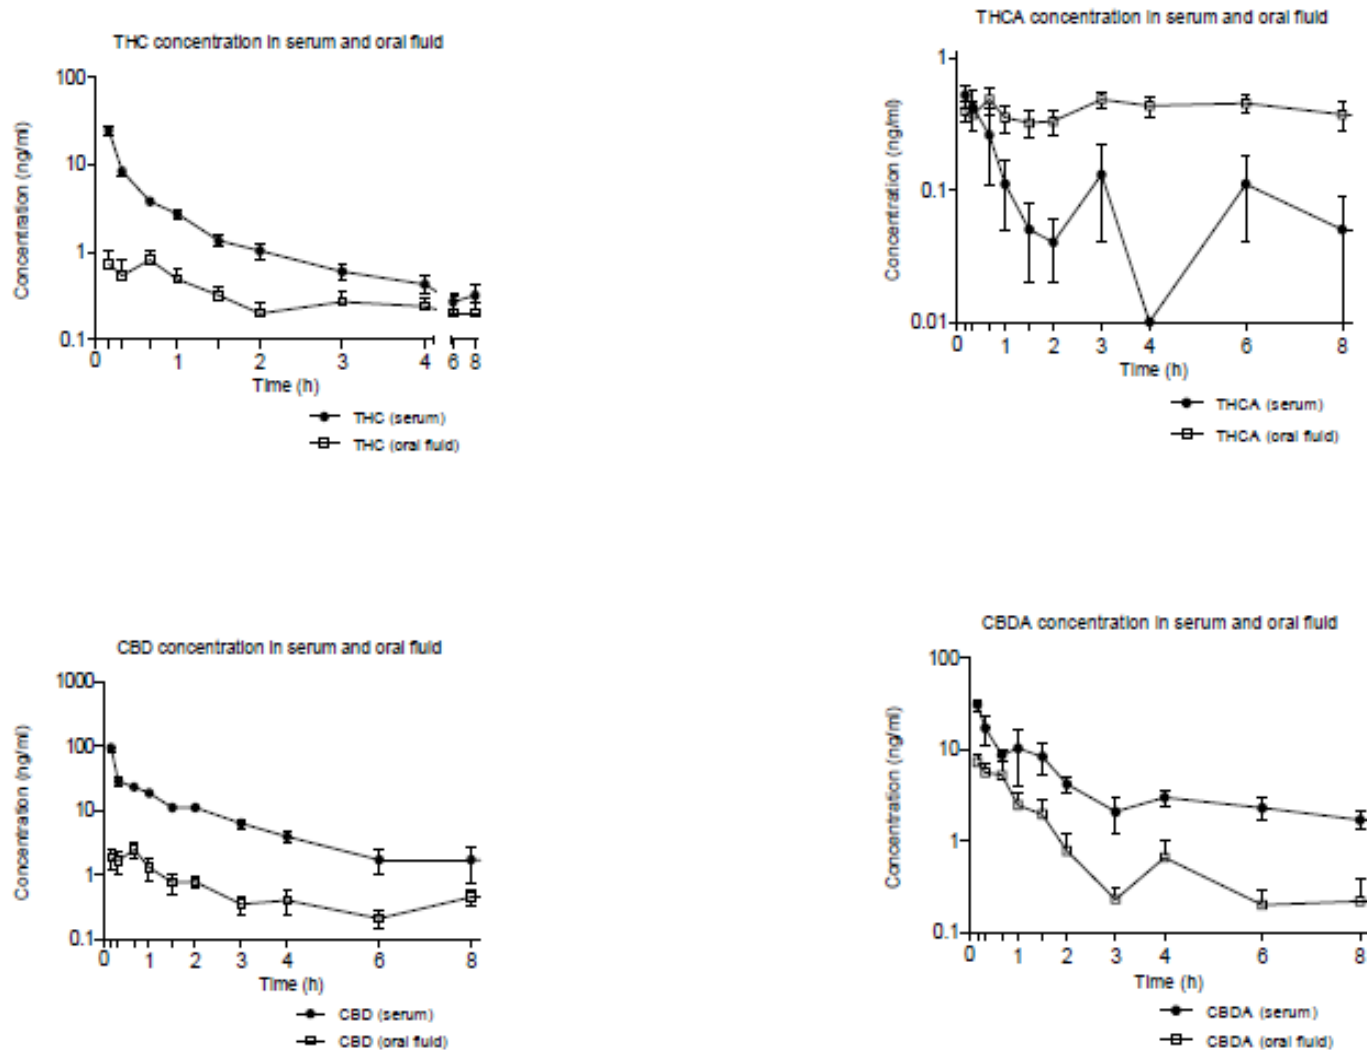 THC concentration in serum and oral fluid
Concentration (ng/ml)
100
10
1
0.1
0 1 2 3 4 6 8
Time (h)
THC (serum)
THC (oral fluid)
THCA concentration in serum and oral fluid
Concentration (ng/ml)
1
0.1
0.01
0 1 2 3 4 6 8
Time (h)
THCA (serum)
THCA (oral fluid)
CBD concentration in serum and oral fluid
Concentration (ng/ml)
1000
100
10
1
0.1
0 1 2 3 4 6 8
Time (h)
CBD (serum)
CBD (oral fluid)
CBDA concentration in serum and oral fluid
Concentration (ng/ml)
100
10
1
0.1
0 1 2 3 4 6 8
Time (h)
CBDA (serum)
CBDA (oral fluid)